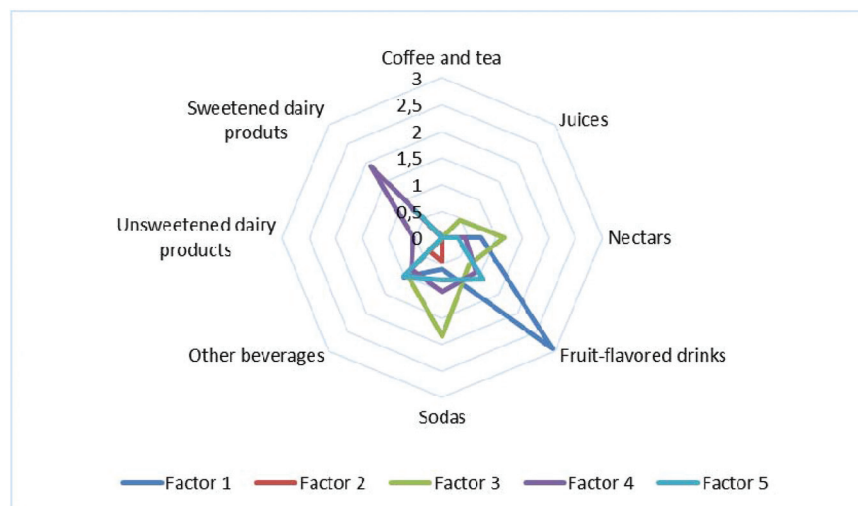 Coffee and tea
3
2,5
2
1,5
1
0,5
0
Juices
Nectars
Fruit-flavored drinks
Sodas
Other beverages
Unsweetened dairy
products
Sweetened dairy
produts
Factor 1
Factor 2
Factor 3
Factor 4
Factor 5